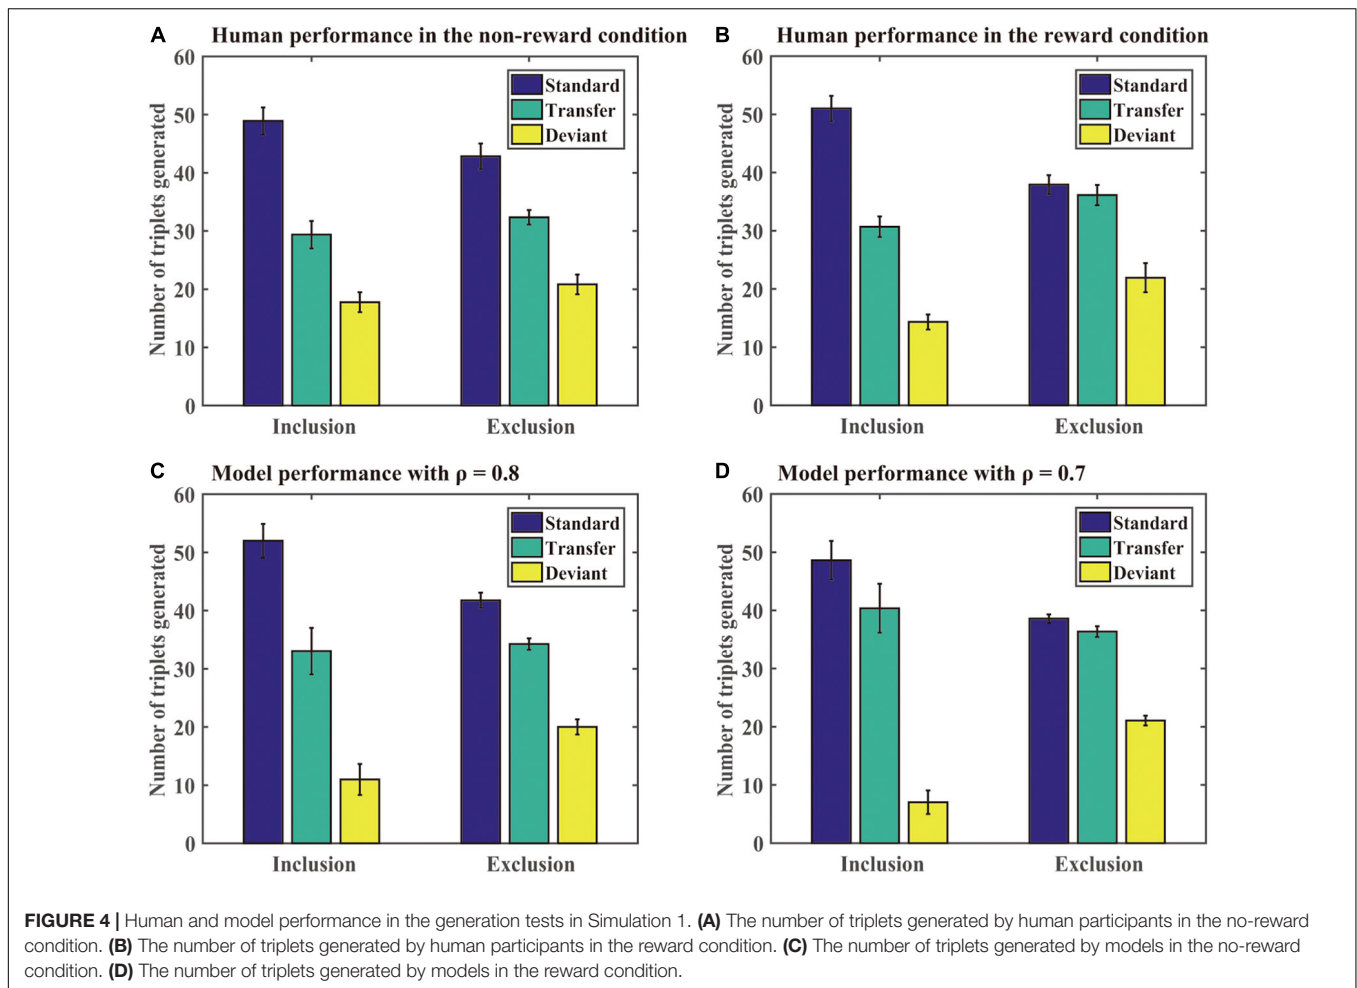 A Human performance in the non-reward condition
60
50
40
30
20
10
0
Number of triplets generated
Standard
Transfer
Deviant
Inclusion Exclusion
B Human performance in the reward condition
60
50
40
30
20
10
0
Number of triplets generated
Standard
Transfer
Deviant
Inclusion Exclusion
C Model performance with ρ = 0.8
60
50
40
30
20
10
0
Number of triplets generated
Standard
Transfer
Deviant
Inclusion Exclusion
D Model performance with ρ = 0.7
60
50
40
30
20
10
0
Number of triplets generated
Standard
Transfer
Deviant
Inclusion Exclusion
FIGURE 4 | Human and model performance in the generation tests in Simulation 1. (A) The number of triplets generated by human participants in the no-reward
condition. (B) The number of triplets generated by human participants in the reward condition. (C) The number of triplets generated by models in the no-reward
condition. (D) The number of triplets generated by models in the reward condition.